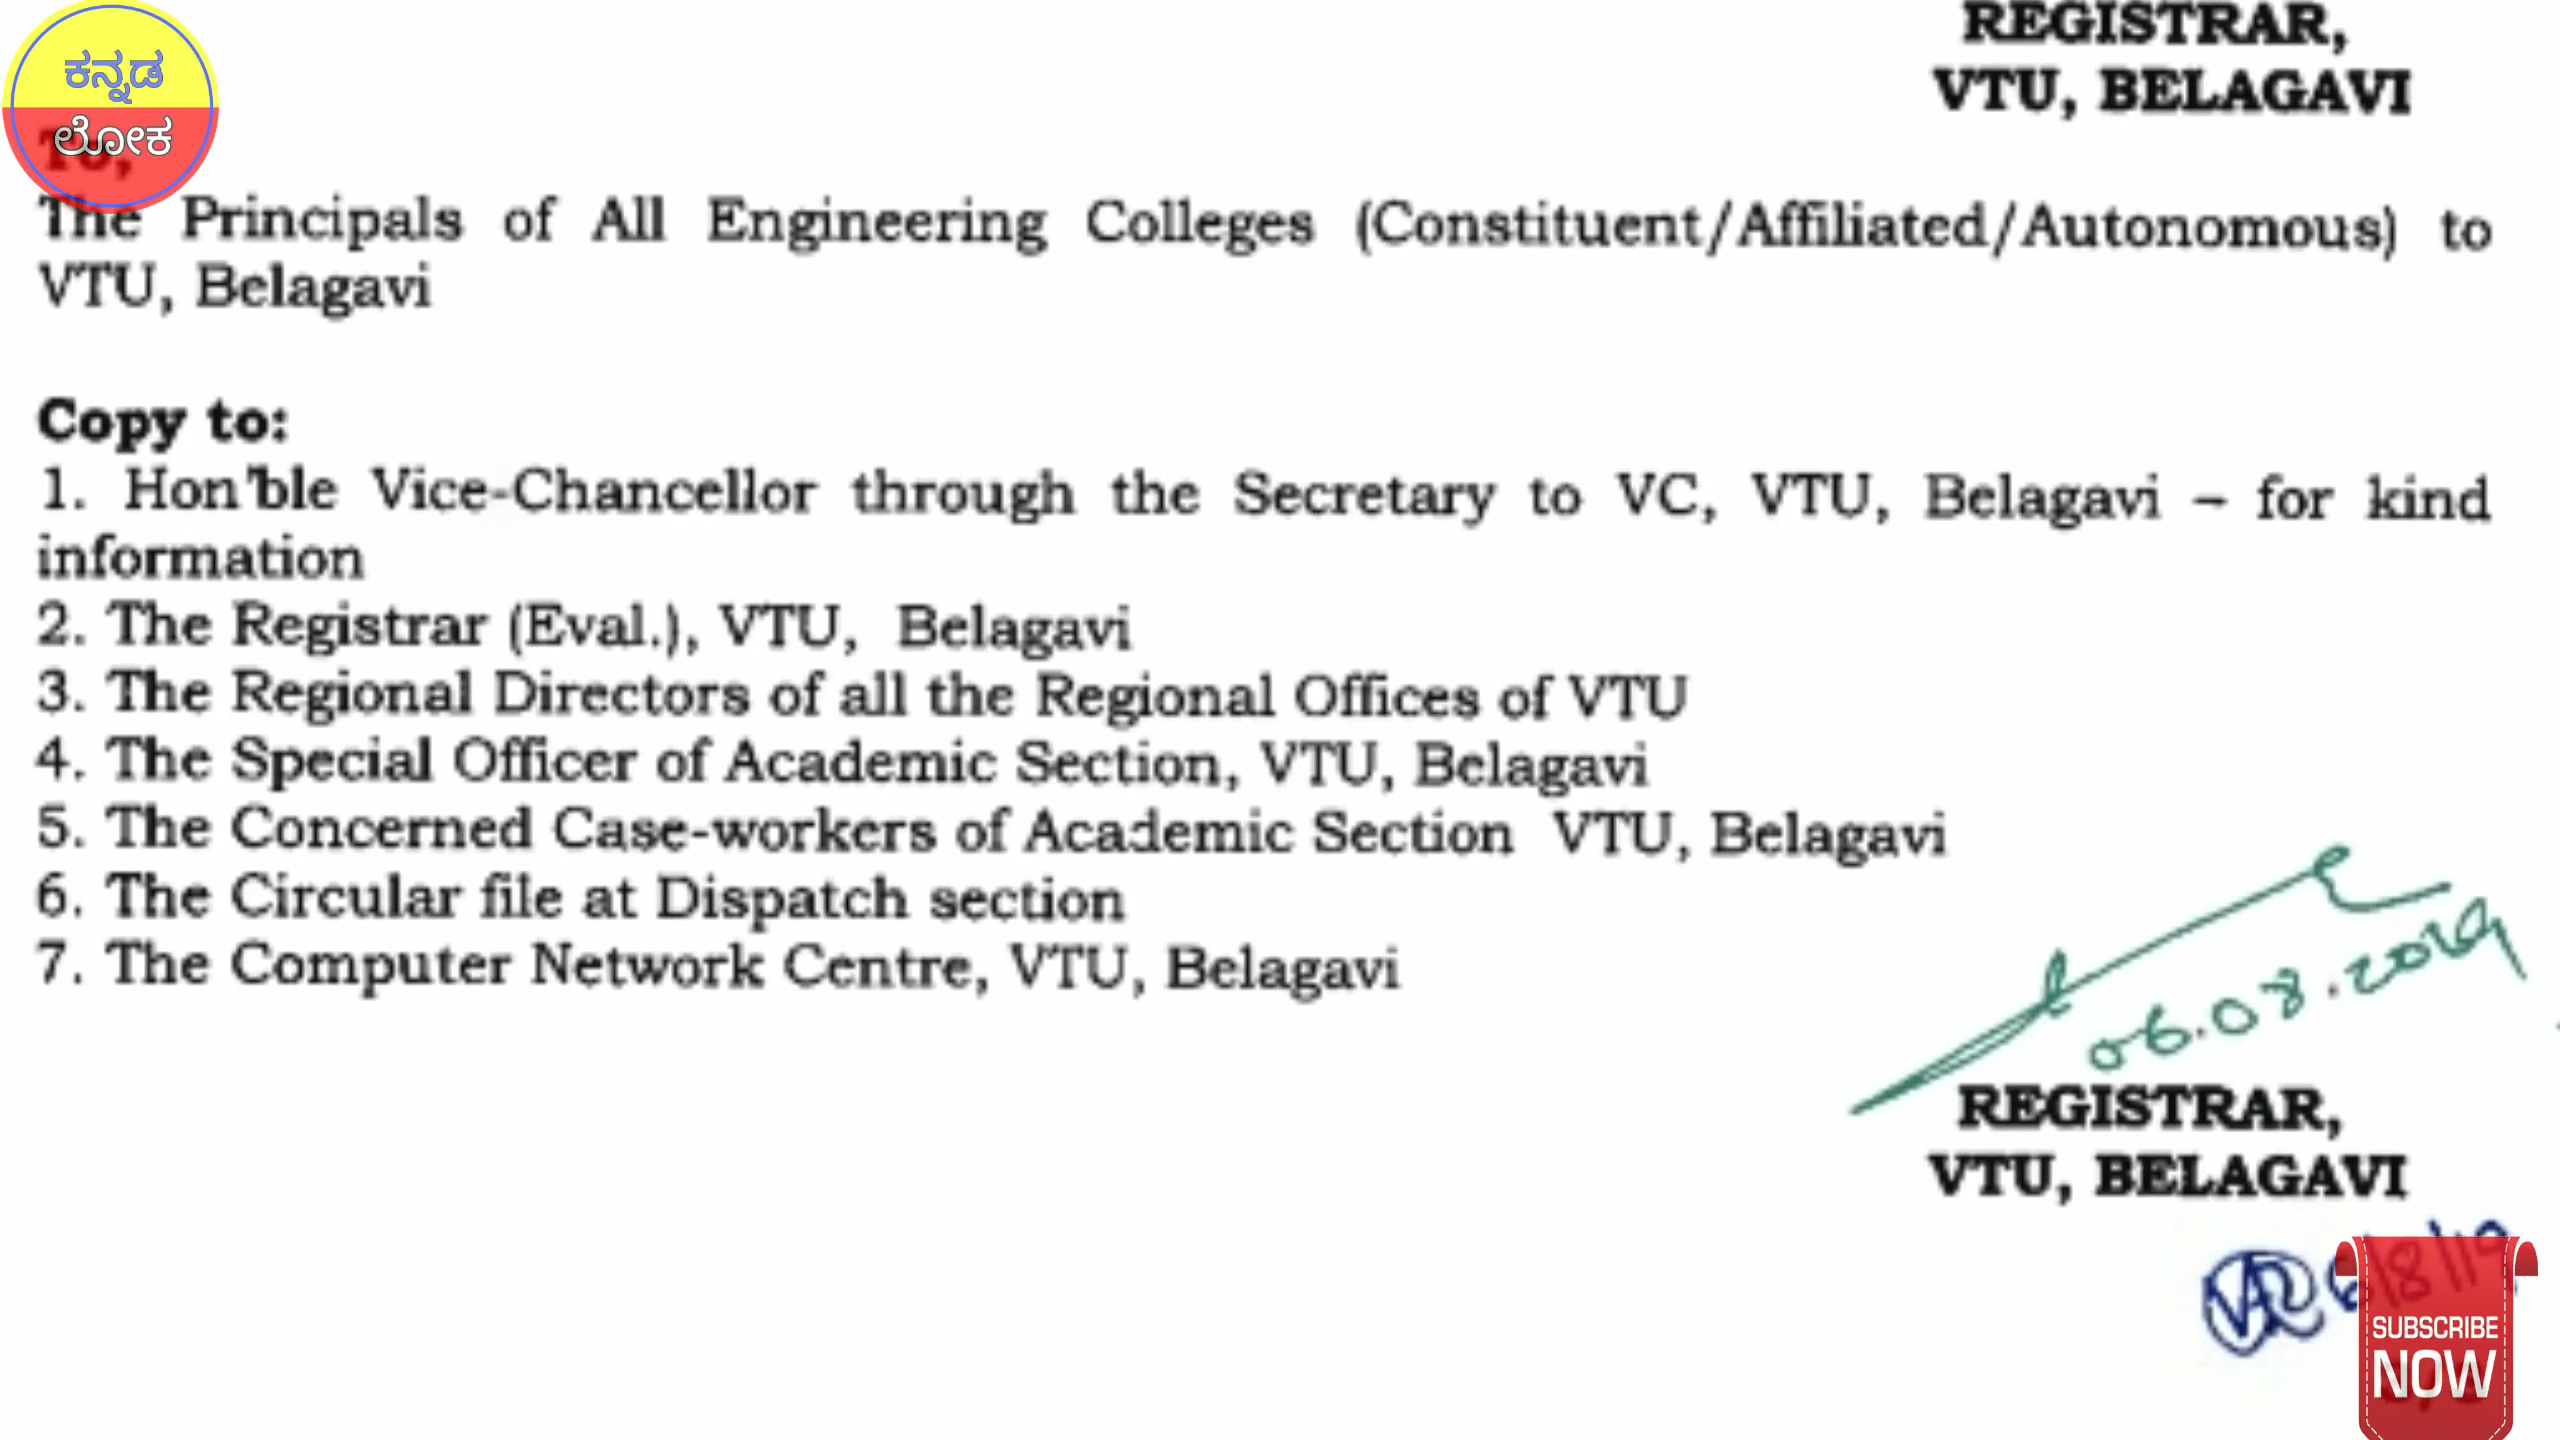 REGISTRAR,
VTU, BELAGAVI
ಕನ್ನಡ
ಲೋಕ
To,
The Principals of All Engineering Colleges (Constituent/Affiliated/Autonomous) to
VTU, Belagavi
Copy to:
1. Hon'ble Vice-Chancellor through the Secretary to VC, VTU, Belagavi – for kind
information
2. The Registrar (Eval.), VTU, Belagavi
3. The Regional Directors of all the Regional Offices of VTU
4. The Special Officer of Academic Section, VTU, Belagavi
5. The Concerned Case-workers of Academic Section VTU, Belagavi
6. The Circular file at Dispatch section
7. The Computer Network Centre, VTU, Belagavi
06.08.2019
REGISTRAR,
VTU, BELAGAVI
6/8/19
SUBSCRIBE
NOW